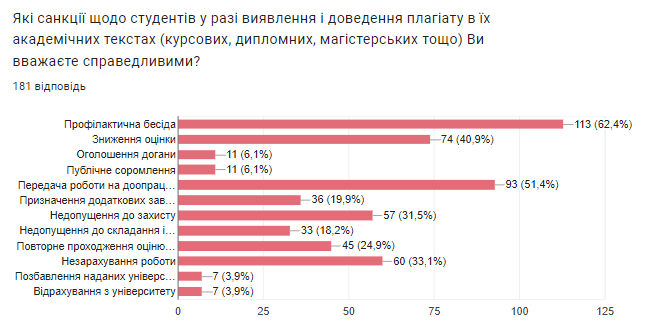 Які санкції щодо студентів у разі виявлення і доведення плагіату в їх
академічних текстах (курсових, дипломних, магістерських тощо) Ви
вважаєте справедливими?
181 відповідь
Профілактична бесіда 113 (62,4%)
Зниження оцінки 74 (40,9%)
Оголошення догани 11 (6,1%)
Публічне соромлення 11 (6,1%)
Передача роботи на доопрац… 93 (51,4%)
Призначення додаткових зав… 36 (19,9%)
Недопущення до захисту 57 (31,5%)
Недопущення до складання і… 33 (18,2%)
Повторне проходження оціню… 45 (24,9%)
Незарахування роботи 60 (33,1%)
Позбавлення наданих універс… 7 (3,9%)
Відрахування з університету 7 (3,9%)
0 25 50 75 100 125